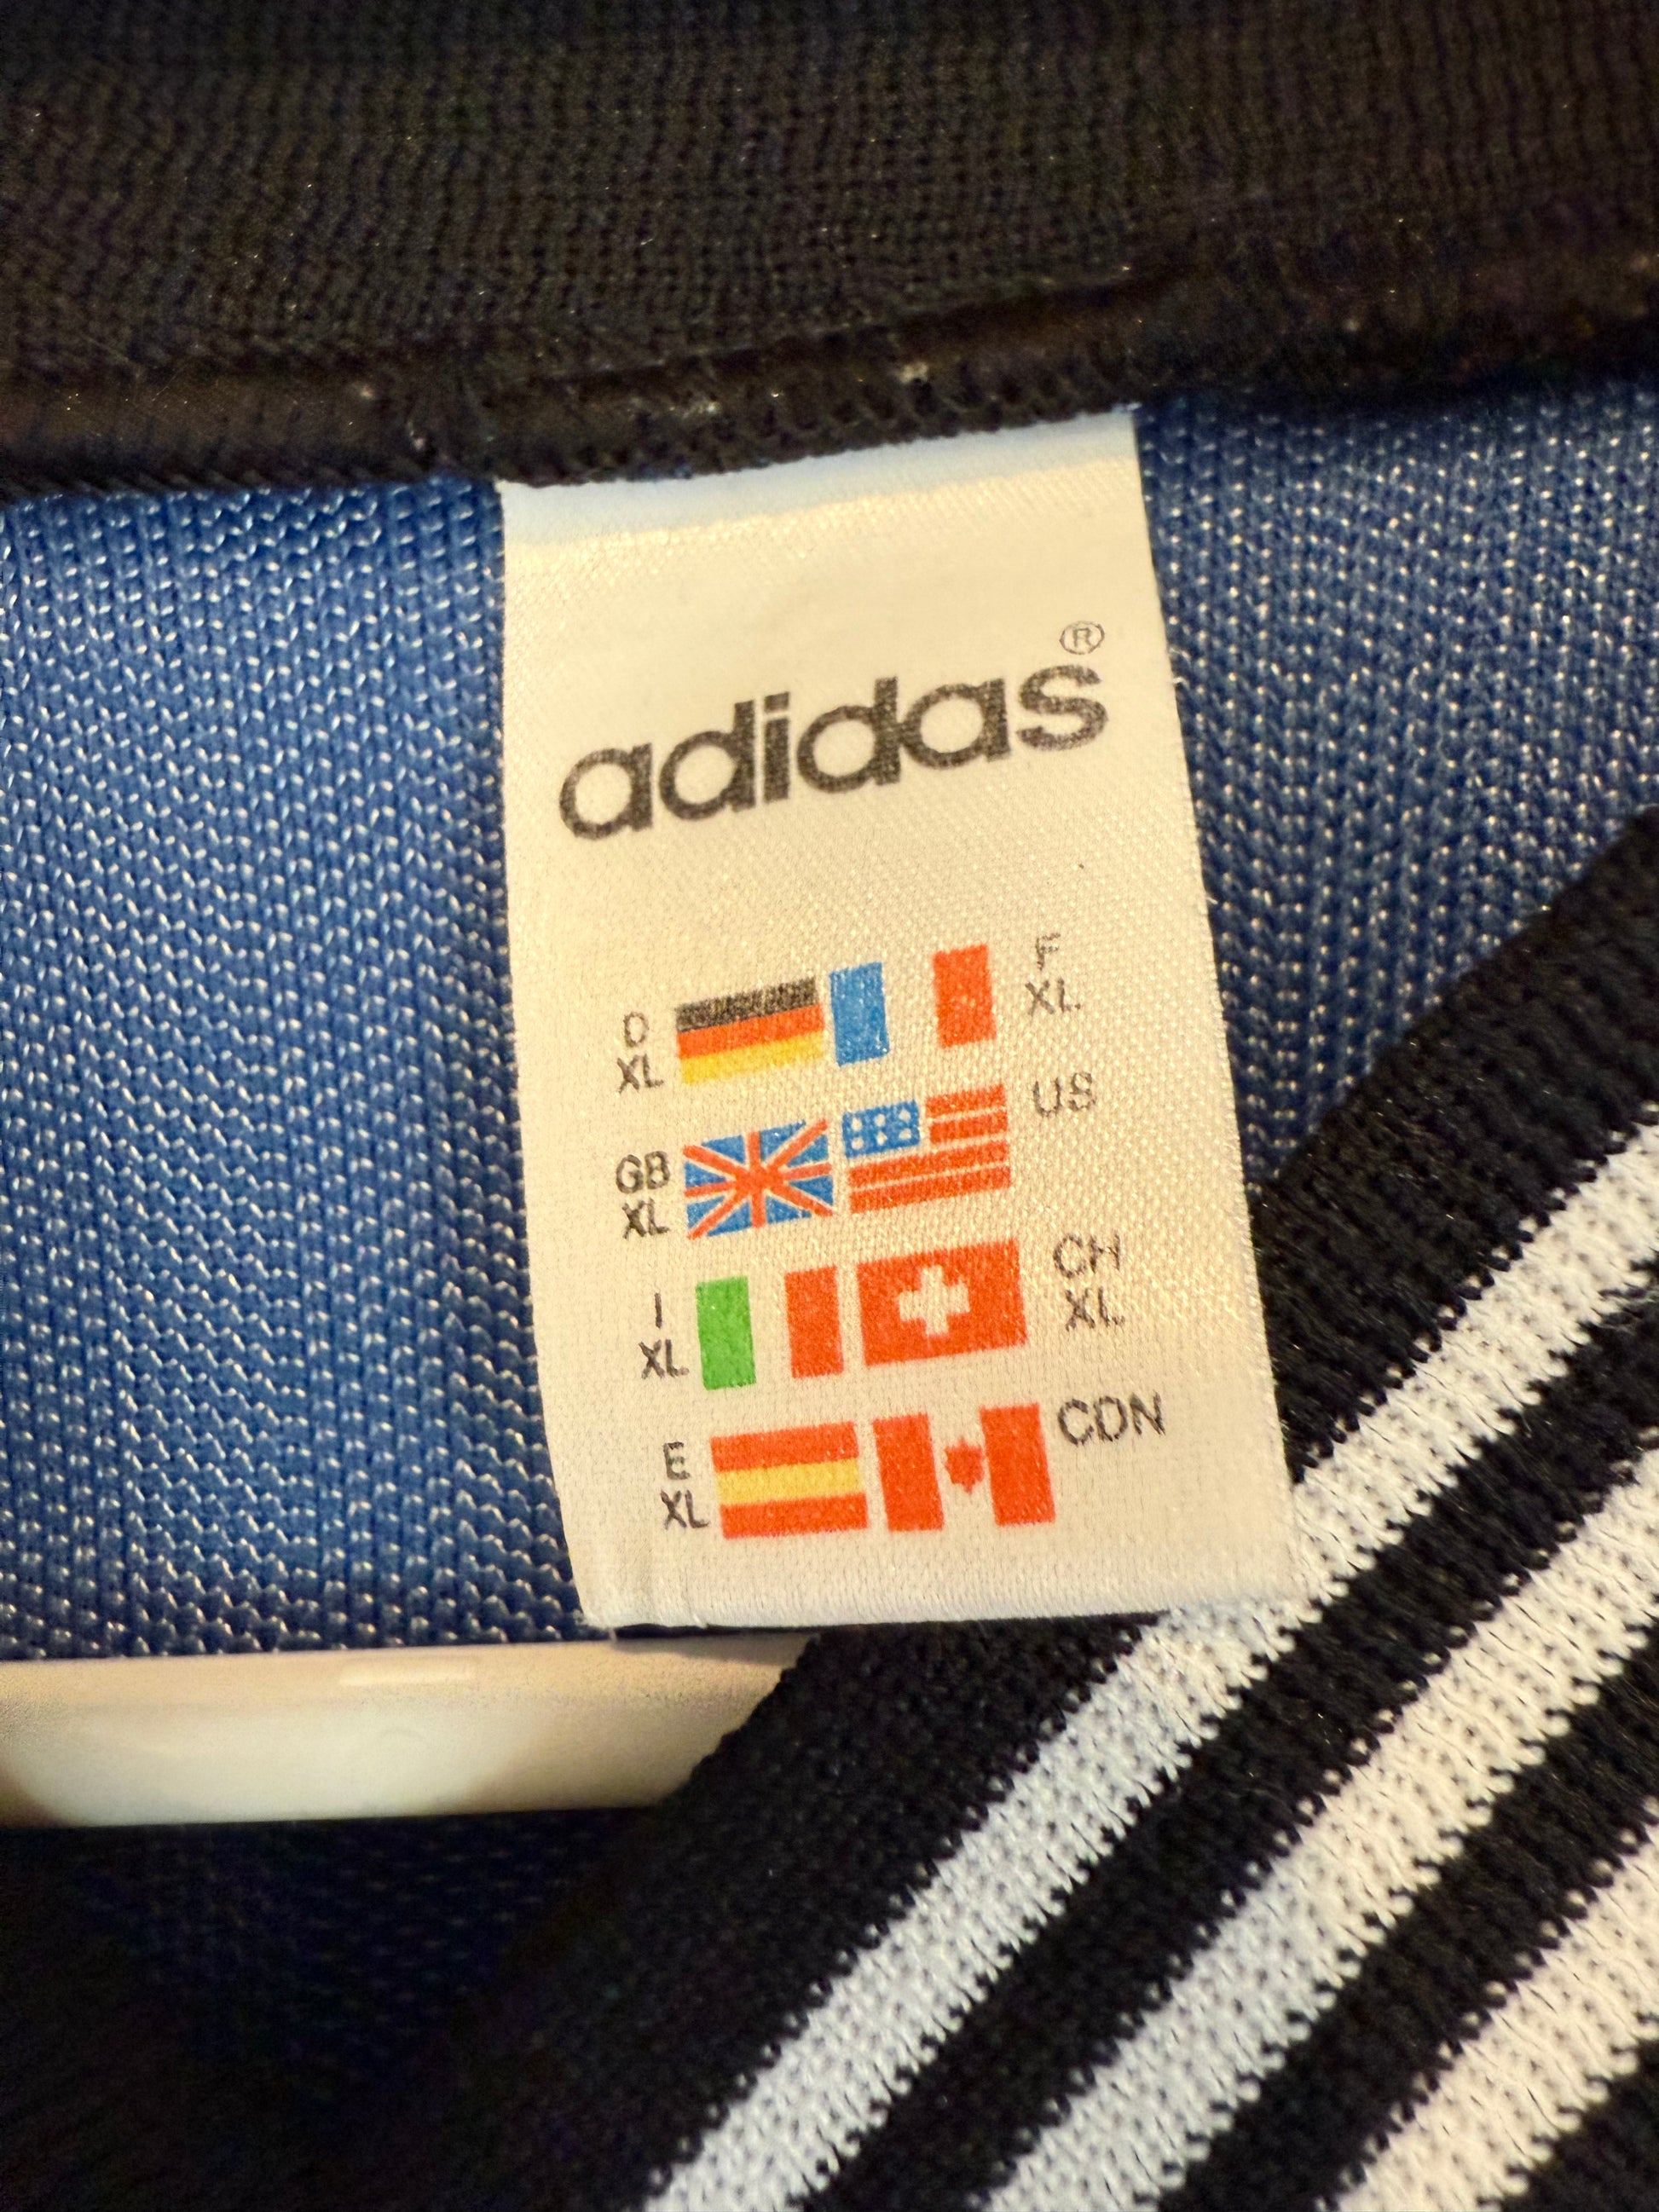 adidas®
D F
XL XL
GB US
XL
I CH
XL XL
E CDN
XL